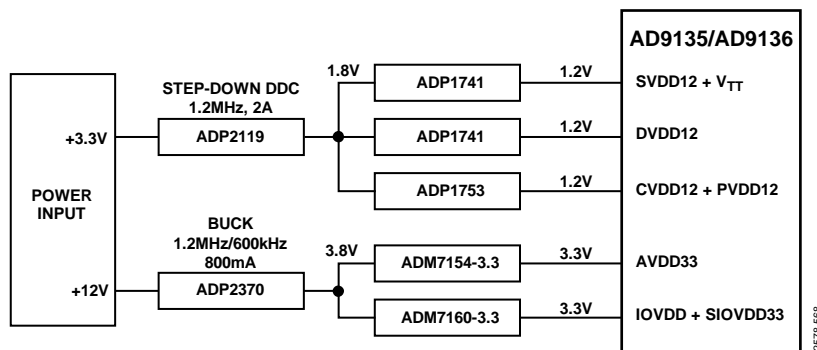 AD9135/AD9136
STEP-DOWN DDC
1.2MHz, 2A
1.8V
ADP1741
1.2V
SVDD12 + VTT
+3.3V
ADP2119
ADP1741
1.2V
DVDD12
POWER
INPUT
ADP1753
1.2V
CVDD12 + PVDD12
BUCK
1.2MHz/600kHz
800mA
3.8V
ADM7154-3.3
3.3V
AVDD33
+12V
ADP2370
ADM7160-3.3
3.3V
IOVDD + SIOVDD33